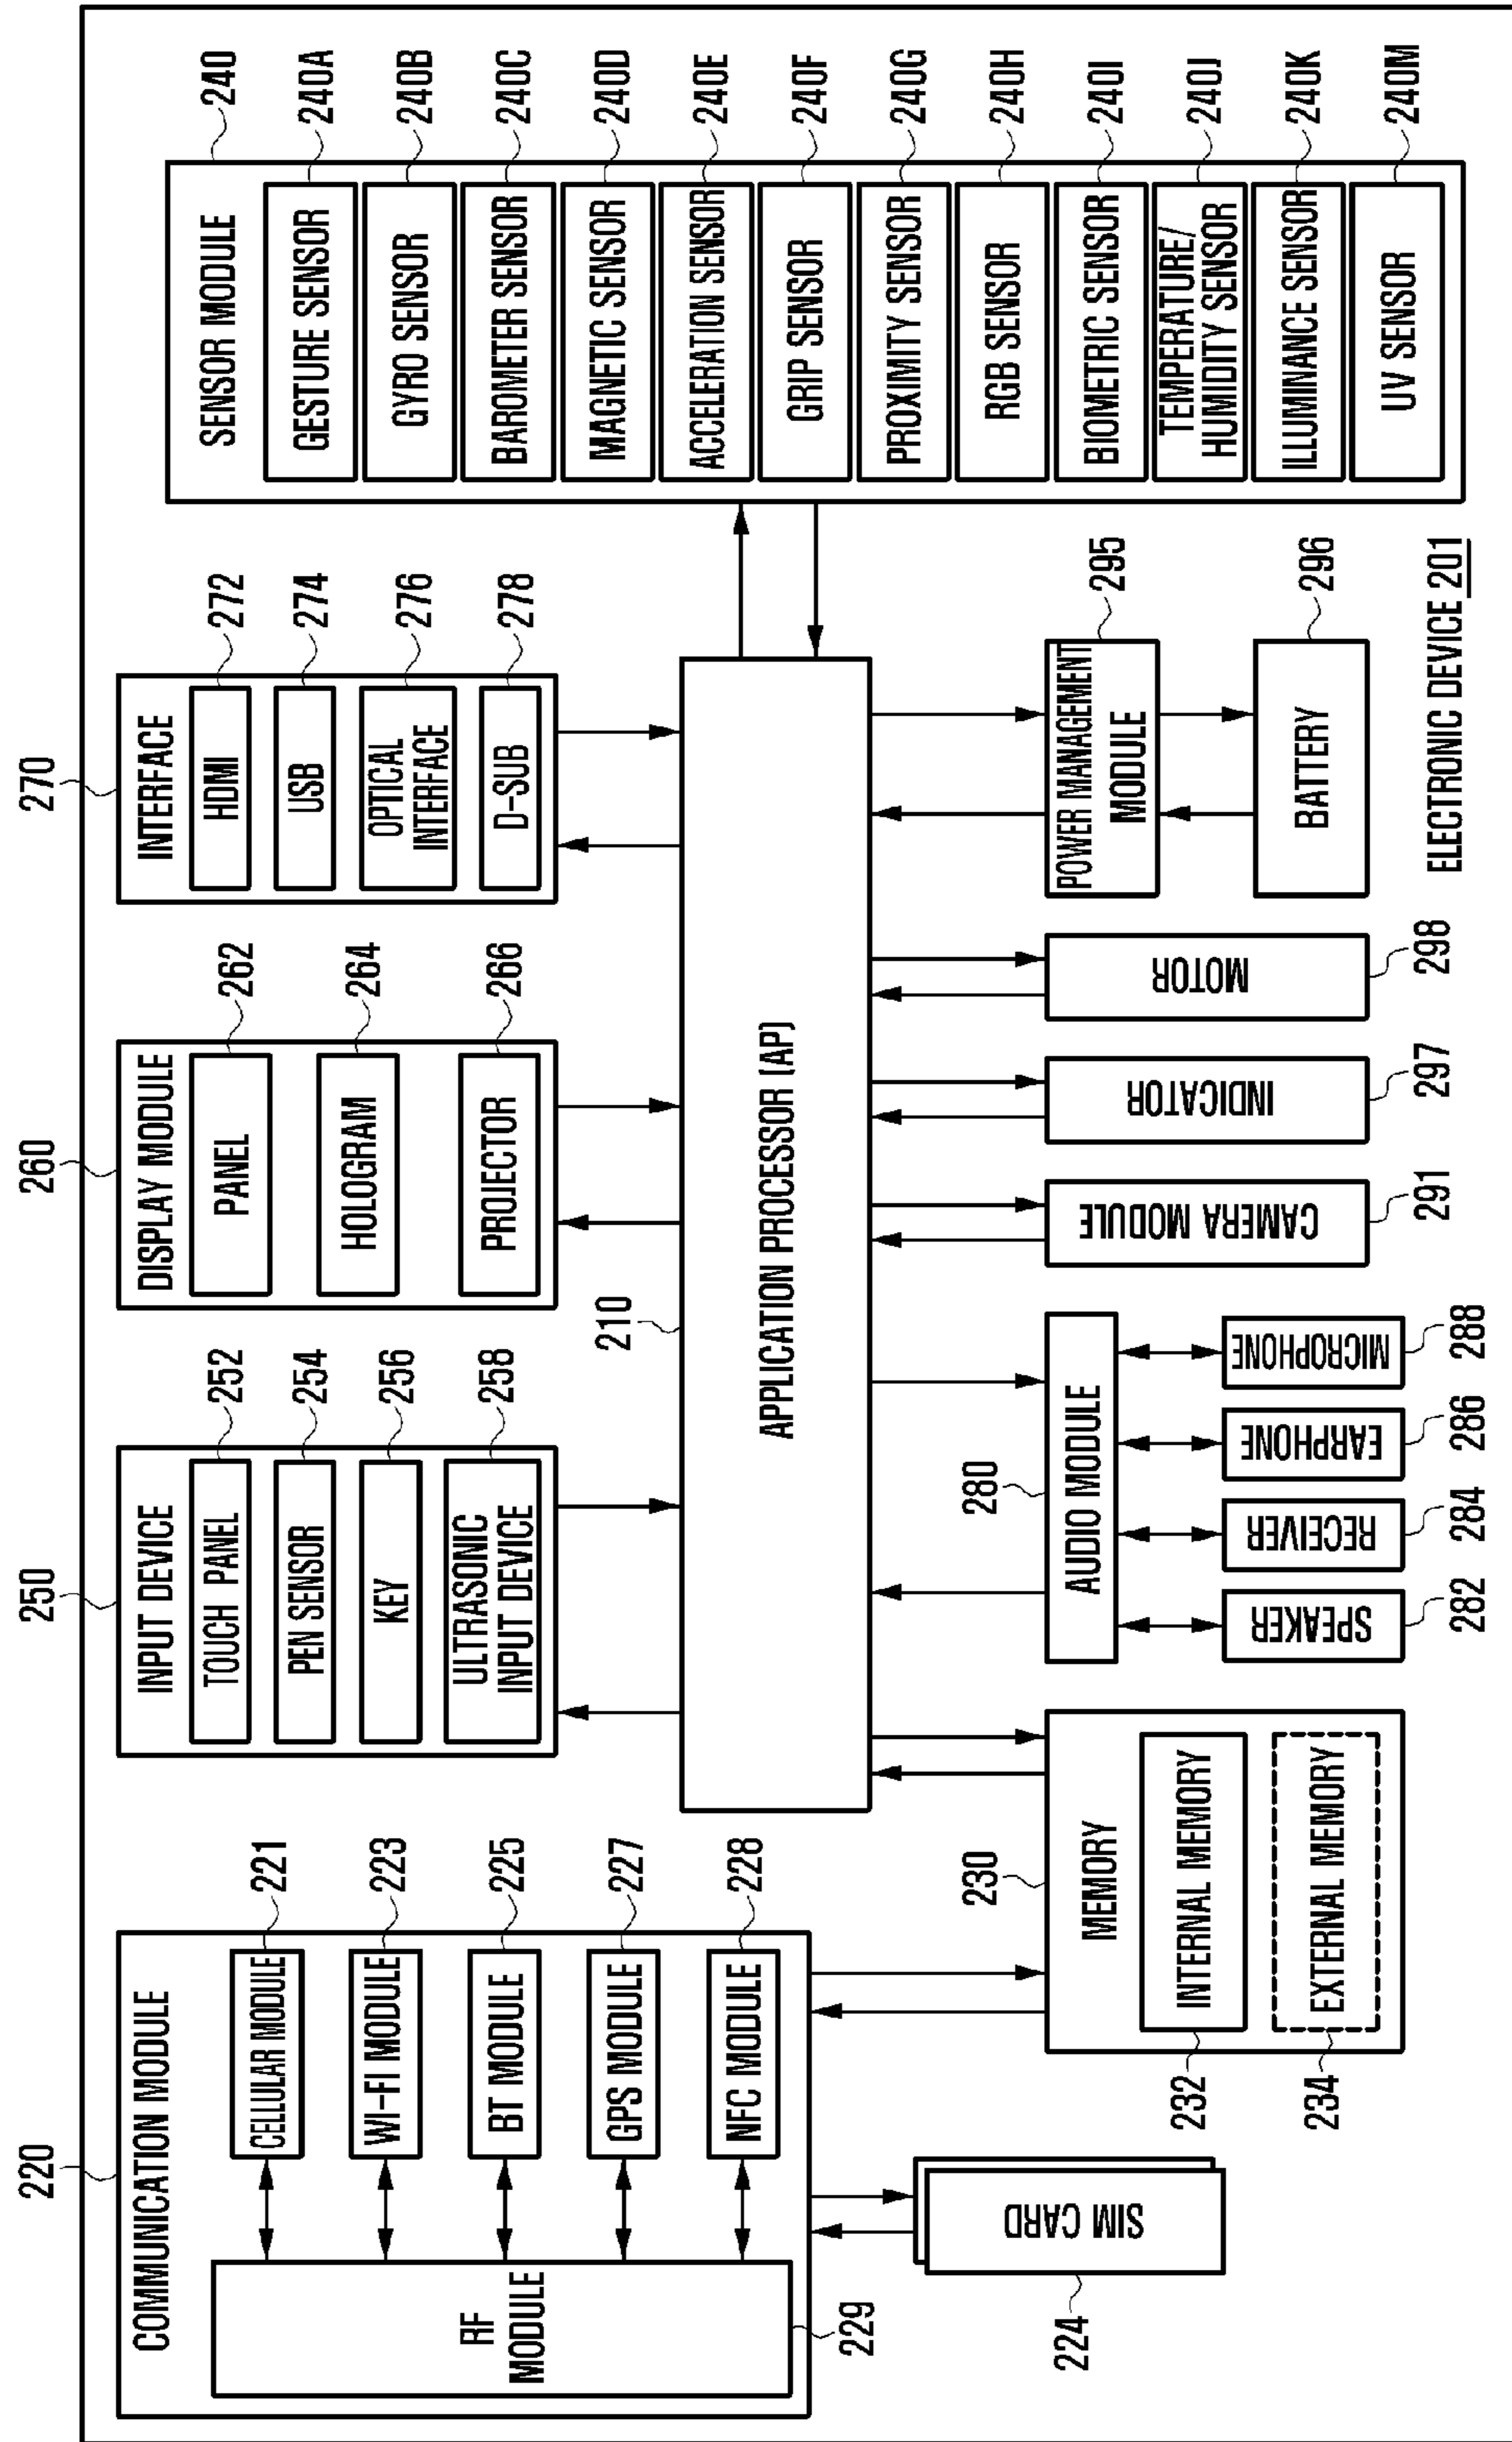 220
COMMUNICATION MODULE
RF
MODULE
229
CELLULAR MODULE
221
WI-FI MODULE
223
BT MODULE
225
GPS MODULE
227
NFC MODULE
228
SIM CARD
224
250
INPUT DEVICE
TOUCH PANEL
252
PEN SENSOR
254
KEY
256
ULTRASONIC
INPUT DEVICE
258
260
DISPLAY MODULE
PANEL
262
HOLOGRAM
264
PROJECTOR
266
270
INTERFACE
HDMI
272
USB
274
OPTICAL
INTERFACE
276
D-SUB
278
240
SENSOR MODULE
GESTURE SENSOR
240A
GYRO SENSOR
240B
BAROMETER SENSOR
240C
MAGNETIC SENSOR
240D
ACCELERATION SENSOR
240E
GRIP SENSOR
240F
PROXIMITY SENSOR
240G
RGB SENSOR
240H
BIOMETRIC SENSOR
240I
TEMPERATURE/
HUMIDITY SENSOR
240J
ILLUMINANCE SENSOR
240K
UV SENSOR
240M
210
APPLICATION PROCESSOR (AP)
230
MEMORY
INTERNAL MEMORY
232
EXTERNAL MEMORY
234
280
AUDIO MODULE
SPEAKER
282
RECEIVER
284
EARPHONE
286
MICROPHONE
288
CAMERA MODULE
291
INDICATOR
297
MOTOR
298
POWER MANAGEMENT
MODULE
295
BATTERY
296
ELECTRONIC DEVICE 201